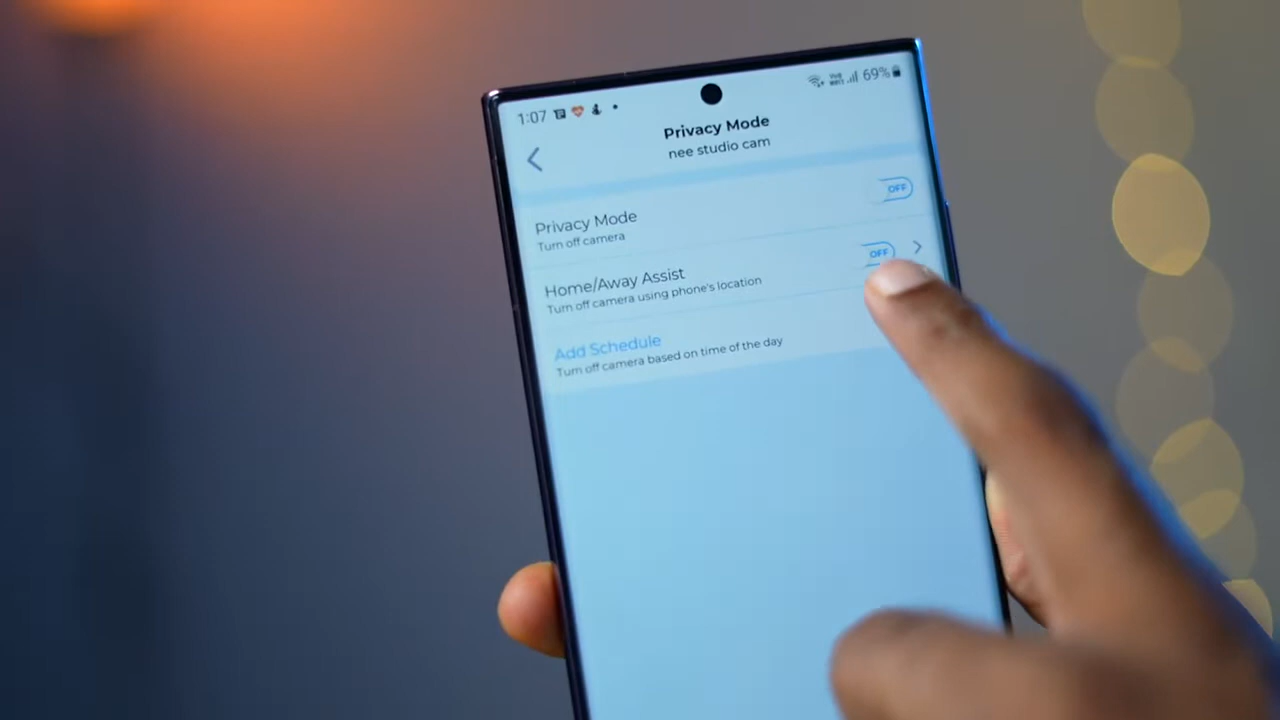 1:07 69%
Privacy Mode
nee studio cam
Privacy Mode
OFF
Turn off camera
Home/Away Assist
OFF
Turn off camera using phone's location
Add Schedule
Turn off camera based on time of the day